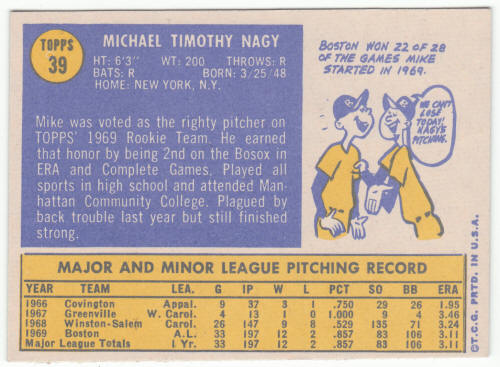 TOPPS
39
MICHAEL TIMOTHY NAGY
HT: 6'3" WT: 200 THROWS: R
BATS: R BORN: 3/25/48
HOME: NEW YORK, N.Y.
Mike was voted as the righty pitcher on
TOPPS' 1969 Rookie Team. He earned
that honor by being 2nd on the Bosox in
ERA and Complete Games. Played all
sports in high school and attended Man-
hattan Community College. Plagued by
back trouble last year but still finished
strong.
BOSTON WON 22 OF 28
OF THE GAMES MIKE
STARTED IN 1969.
WE CAN'T
LOSE
TODAY!
NAGY'S
PITCHING.
MAJOR AND MINOR LEAGUE PITCHING RECORD
YEAR TEAM LEA. G IP W L PCT SO BB ERA
1966 Covington Appal. 9 37 3 1 .750 29 26 1.95
1967 Greenville W. Carol. 4 13 1 0 1.000 9 4 3.46
1968 Winston-Salem Carol. 26 147 9 8 .529 135 71 3.24
1969 Boston A.L. 33 197 12 2 .857 83 106 3.11
Major League Totals 1 Yr. 33 197 12 2 .857 83 106 3.11
©T.C.G. PRTD. IN U.S.A.